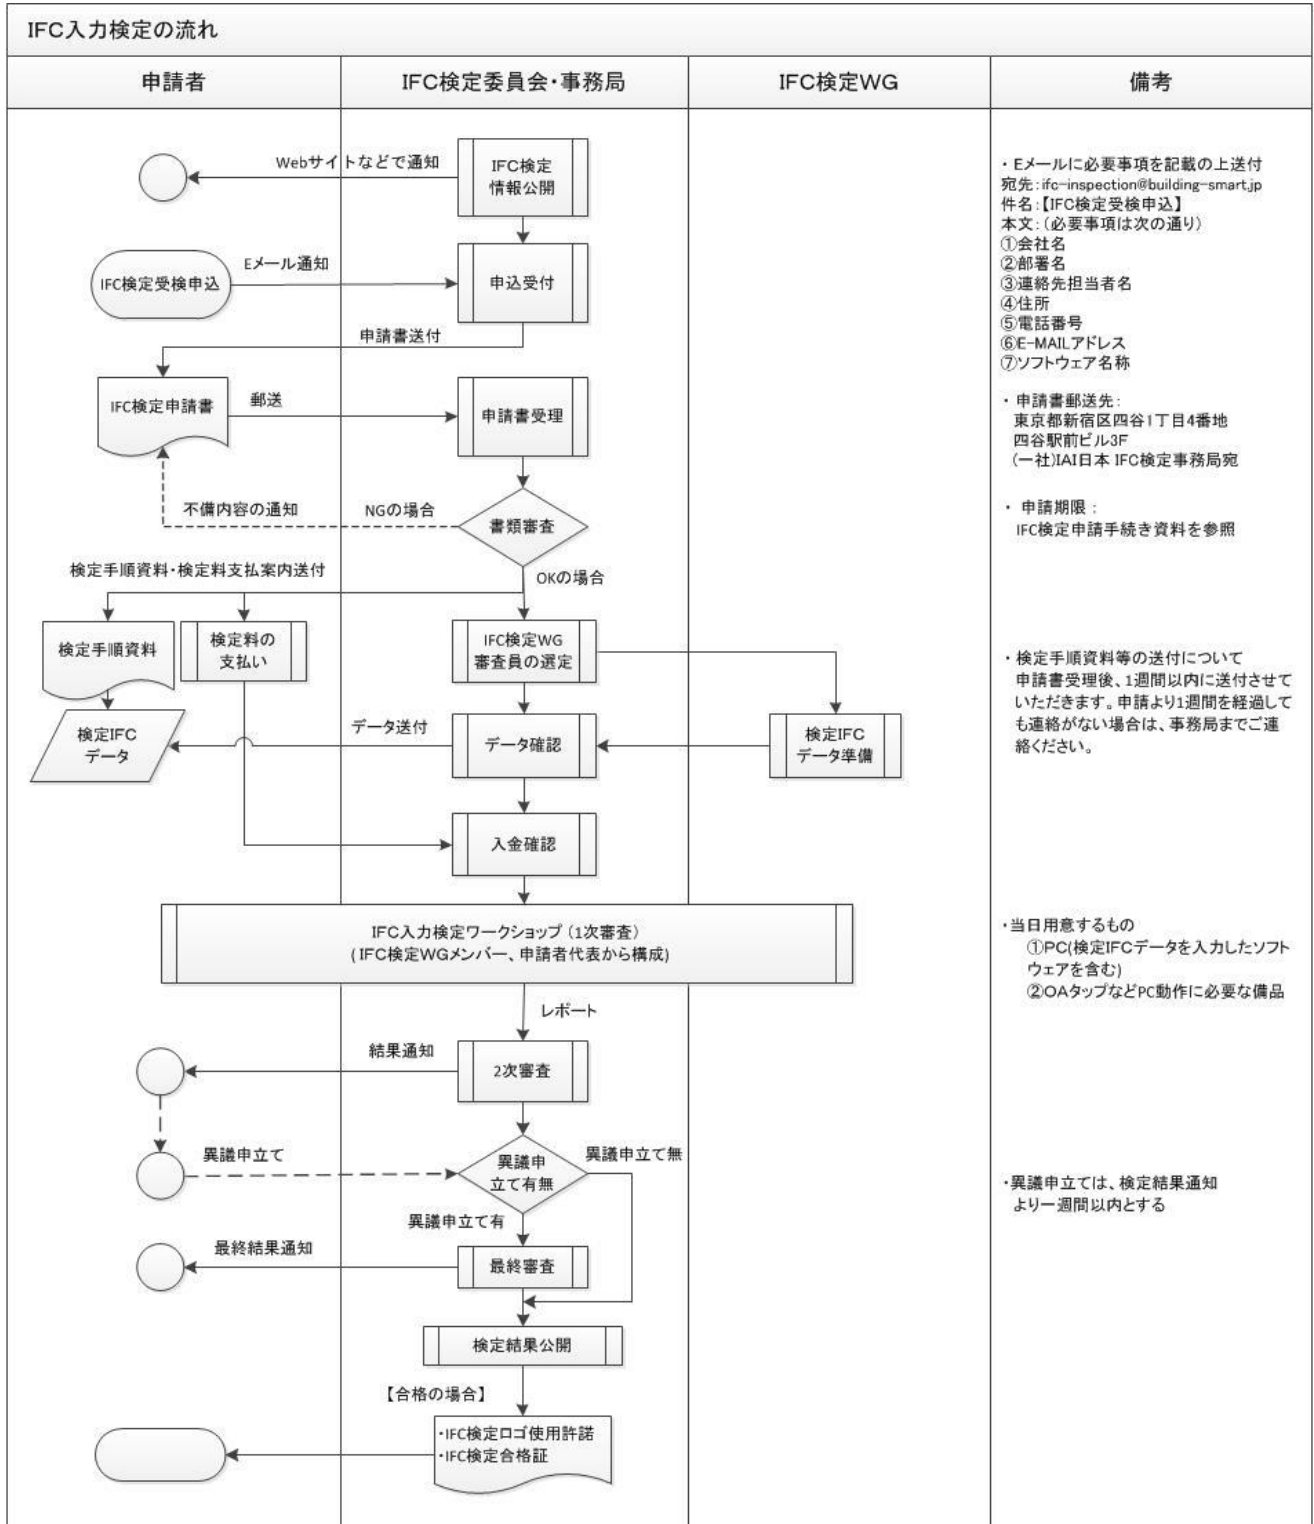 IFC入力検定の流れ
申請者
IFC検定委員会・事務局
IFC検定WG
備考
Webサイトなどで通知
IFC検定
情報公開
IFC検定受検申込
Eメール通知
申込受付
申請書送付
IFC検定申請書
郵送
申請書受理
不備内容の通知
NGの場合
書類審査
検定手順資料・検定料支払案内送付
OKの場合
検定手順資料
検定料の
支払い
IFC検定WG
審査員の選定
検定IFC
データ
データ送付
データ確認
検定IFC
データ準備
入金確認
IFC入力検定ワークショップ（1次審査）
(IFC検定WGメンバー、申請者代表から構成)
レポート
結果通知
2次審査
異議申立て
異議申
立て有無
異議申立て無
異議申立て有
最終結果通知
最終審査
検定結果公開
【合格の場合】
・IFC検定ロゴ使用許諾
・IFC検定合格証
・Eメールに必要事項を記載の上送付
宛先：ifc-inspection@building-smart.jp
件名：【IFC検定受検申込】
本文：（必要事項は次の通り）
①会社名
②部署名
③連絡先担当者名
④住所
⑤電話番号
⑥E-MAILアドレス
⑦ソフトウェア名称
・申請書郵送先：
東京都新宿区四谷1丁目4番地
四谷駅前ビル3F
(一社)IAI日本 IFC検定事務局宛
・ 申請期限：
IFC検定申請手続き資料を参照
・検定手順資料等の送付について
申請書受理後、1週間以内に送付させて
いただきます。申請より1週間を経過して
も連絡がない場合は、事務局までご連
絡ください。
・当日用意するもの
①PC(検定IFCデータを入力したソフト
ウェアを含む)
②OAタップなどPC動作に必要な備品
・異議申立ては、検定結果通知
より一週間以内とする